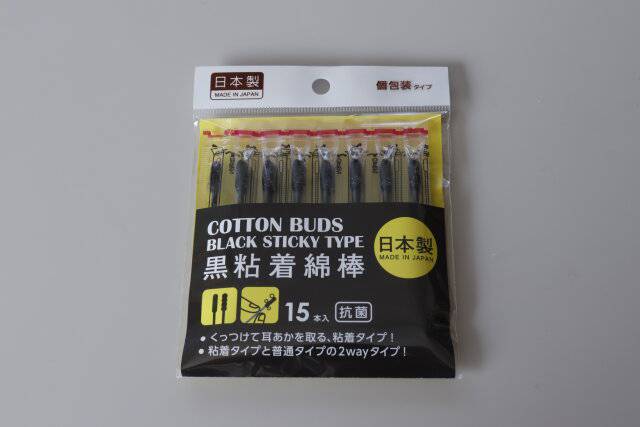 日本製
MADE IN JAPAN
個包装タイプ
COTTON BUDS
BLACK STICKY TYPE
黒粘着綿棒
日本製
MADE IN JAPAN
15本入 抗菌
●くっつけて耳あかを取る、粘着タイプ！
●粘着タイプと普通タイプの2wayタイプ！